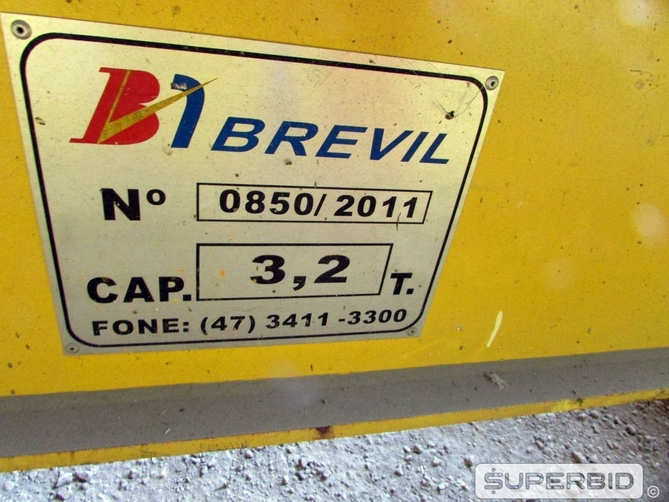 BREVIL
Nº 0850/2011
CAP. 3,2 T.
FONE: (47) 3411-3300
SUPERBID ©